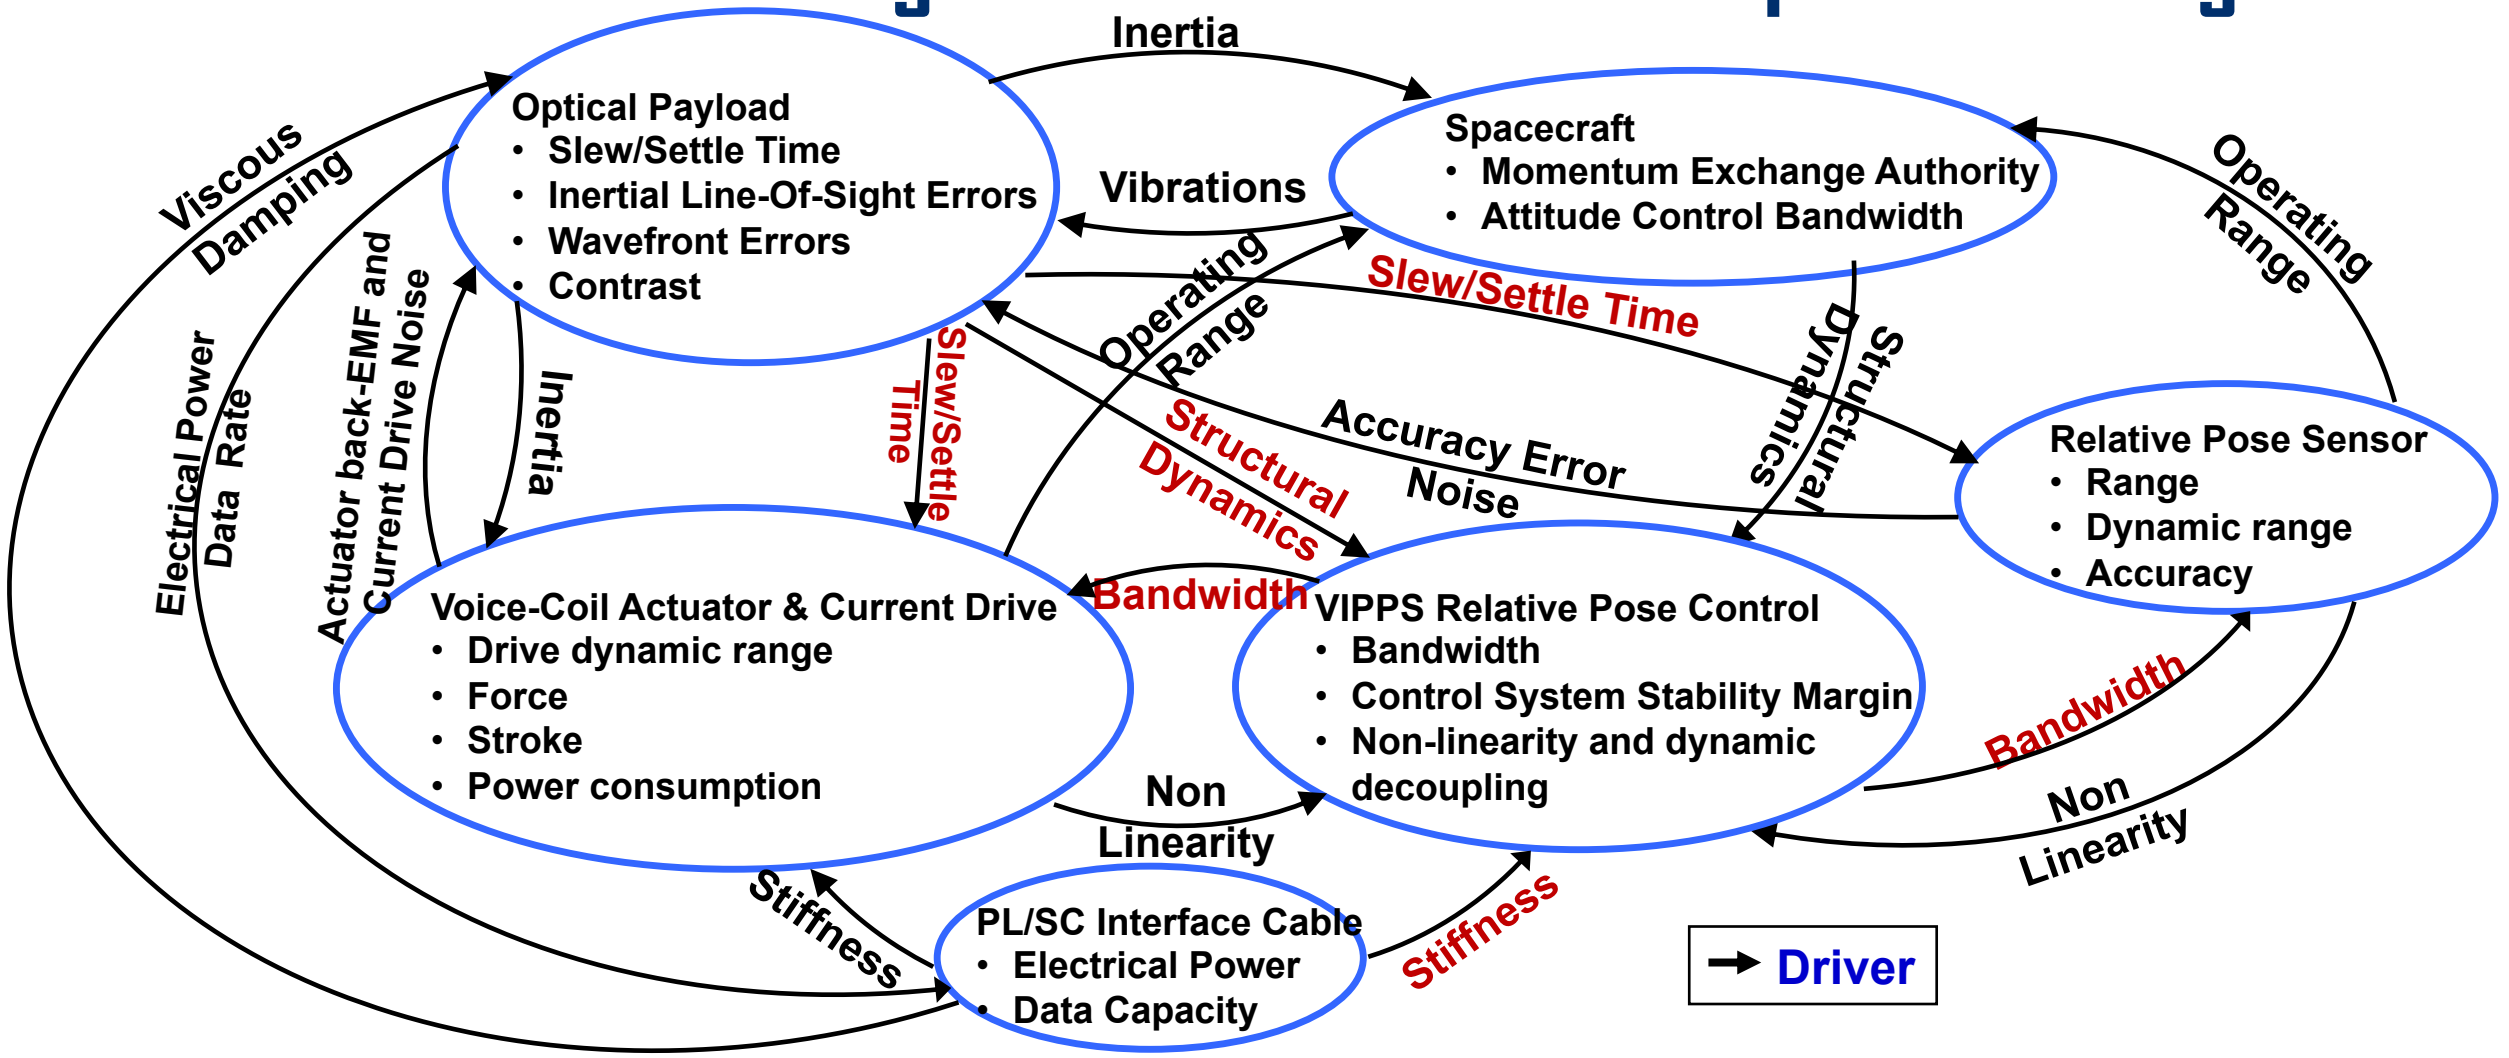 Inertia
Optical Payload
• Slew/Settle Time
• Inertial Line-Of-Sight Errors
• Wavefront Errors
• Contrast
Spacecraft
• Momentum Exchange Authority
• Attitude Control Bandwidth
Vibrations
Viscous
Damping
Operating
Range
Operating
Range
Slew/Settle Time
Structural
Dynamics
Electrical Power
Data Rate
Actuator back-EMF and
Current Drive Noise
Inertia
Slew/Settle
Time
Structural
Dynamics
Accuracy Error
Noise
Relative Pose Sensor
• Range
• Dynamic range
• Accuracy
Bandwidth
Voice-Coil Actuator & Current Drive
• Drive dynamic range
• Force
• Stroke
• Power consumption
VIPPS Relative Pose Control
• Bandwidth
• Control System Stability Margin
• Non-linearity and dynamic
decoupling
Bandwidth
Non
Linearity
Non
Linearity
Stiffness
PL/SC Interface Cable
• Electrical Power
• Data Capacity
Stiffness
Driver